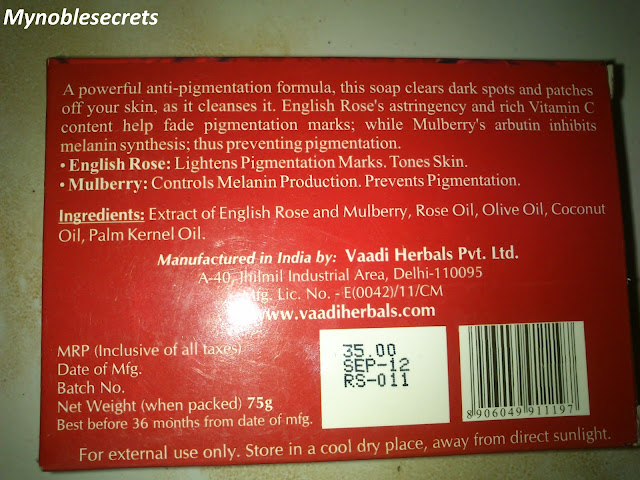 Mynoblesecrets
A powerful anti-pigmentation formula, this soap clears dark spots and patches
off your skin, as it cleanses it. English Rose's astringency and rich Vitamin C
content help fade pigmentation marks; while Mulberry's arbutin inhibits
melanin synthesis; thus preventing pigmentation.
• English Rose: Lightens Pigmentation Marks. Tones Skin.
• Mulberry: Controls Melanin Production. Prevents Pigmentation.
Ingredients: Extract of English Rose and Mulberry, Rose Oil, Olive Oil, Coconut
Oil, Palm Kernel Oil.
Manufactured in India by: Vaadi Herbals Pvt. Ltd.
A-40, Jhilmil Industrial Area, Delhi-110095
Mfg. Lic. No. - E(0042)/11/CM
www.vaadiherbals.com
MRP (Inclusive of all taxes) 35.00
Date of Mfg. SEP-12
Batch No. RS-011
Net Weight (when packed) 75g
Best before 36 months from date of mfg.
8906049911197
For external use only. Store in a cool dry place, away from direct sunlight.